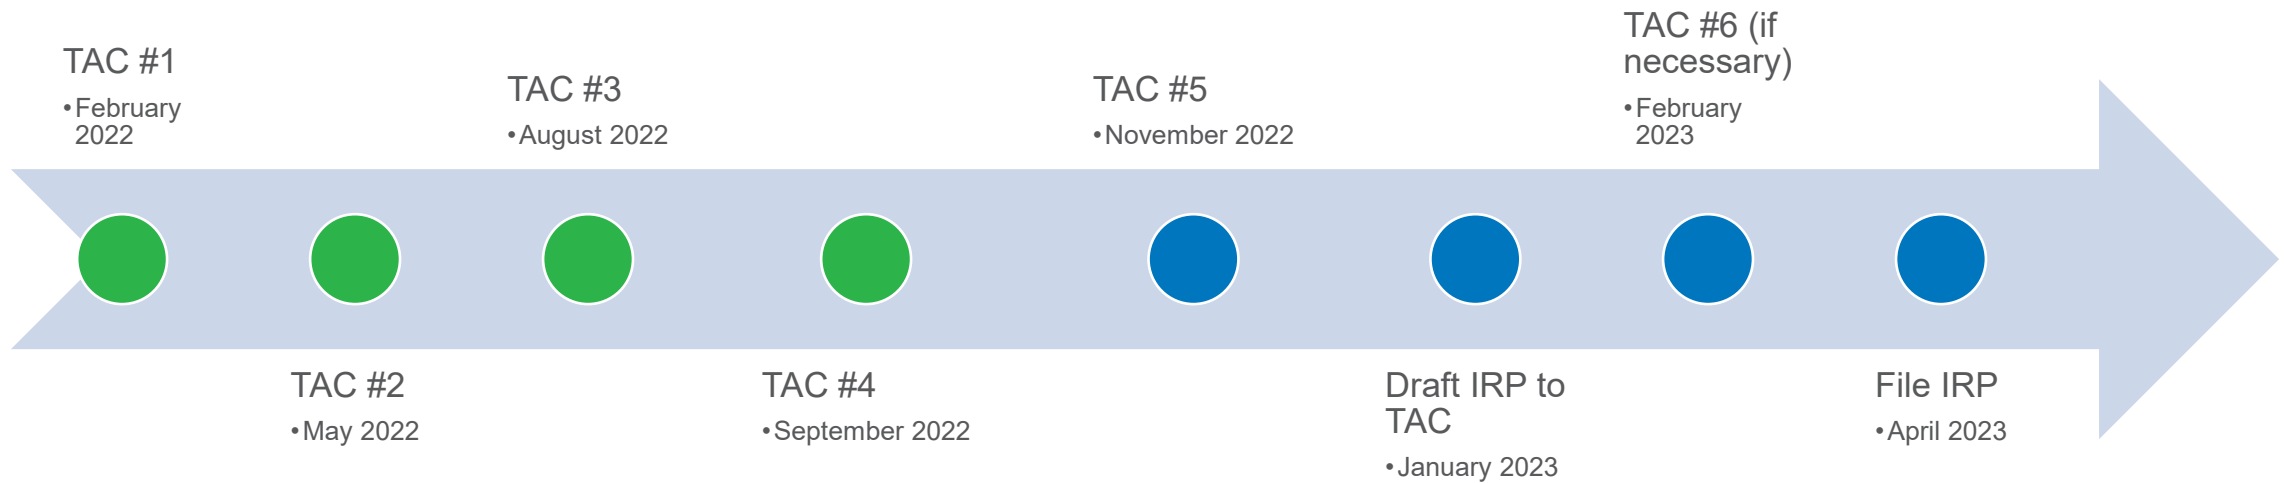 TAC #1
•February
2022
TAC #2
•May 2022
TAC #3
•August 2022
TAC #4
•September 2022
TAC #5
•November 2022
Draft IRP to
TAC
•January 2023
TAC #6 (if
necessary)
•February
2023
File IRP
•April 2023